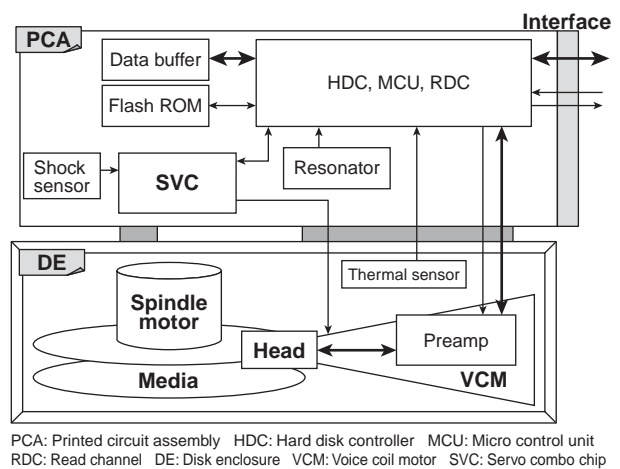 Interface
PCA
Data buffer
HDC, MCU, RDC
Flash ROM
Shock
sensor
SVC
Resonator
DE
Thermal sensor
Spindle
motor
Head
Preamp
Media
VCM
PCA: Printed circuit assembly HDC: Hard disk controller MCU: Micro control unit
RDC: Read channel DE: Disk enclosure VCM: Voice coil motor SVC: Servo combo chip